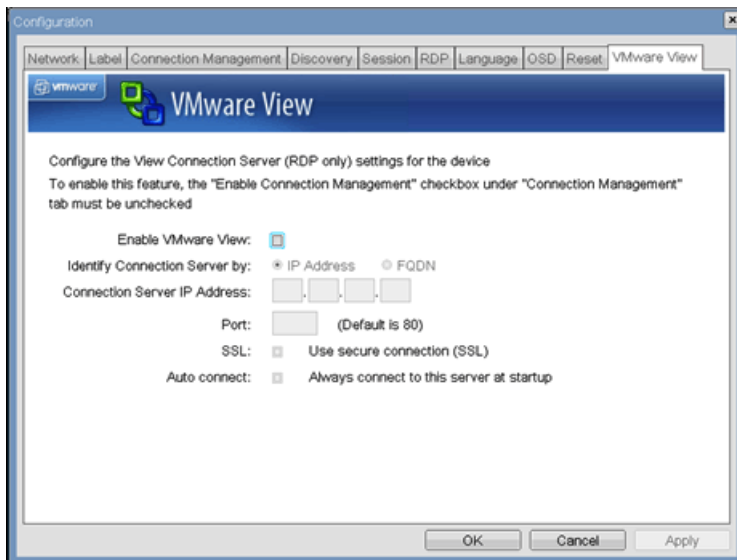 Configuration
Network Label Connection Management Discovery Session RDP Language OSD Reset VMware View
vmware
VMware View
Configure the View Connection Server (RDP only) settings for the device
To enable this feature, the "Enable Connection Management" checkbox under "Connection Management"
tab must be unchecked
Enable VMware View:
Identify Connection Server by: IP Address FQDN
Connection Server IP Address: . . .
Port: (Default is 80)
SSL: Use secure connection (SSL)
Auto connect: Always connect to this server at startup
OK Cancel Apply